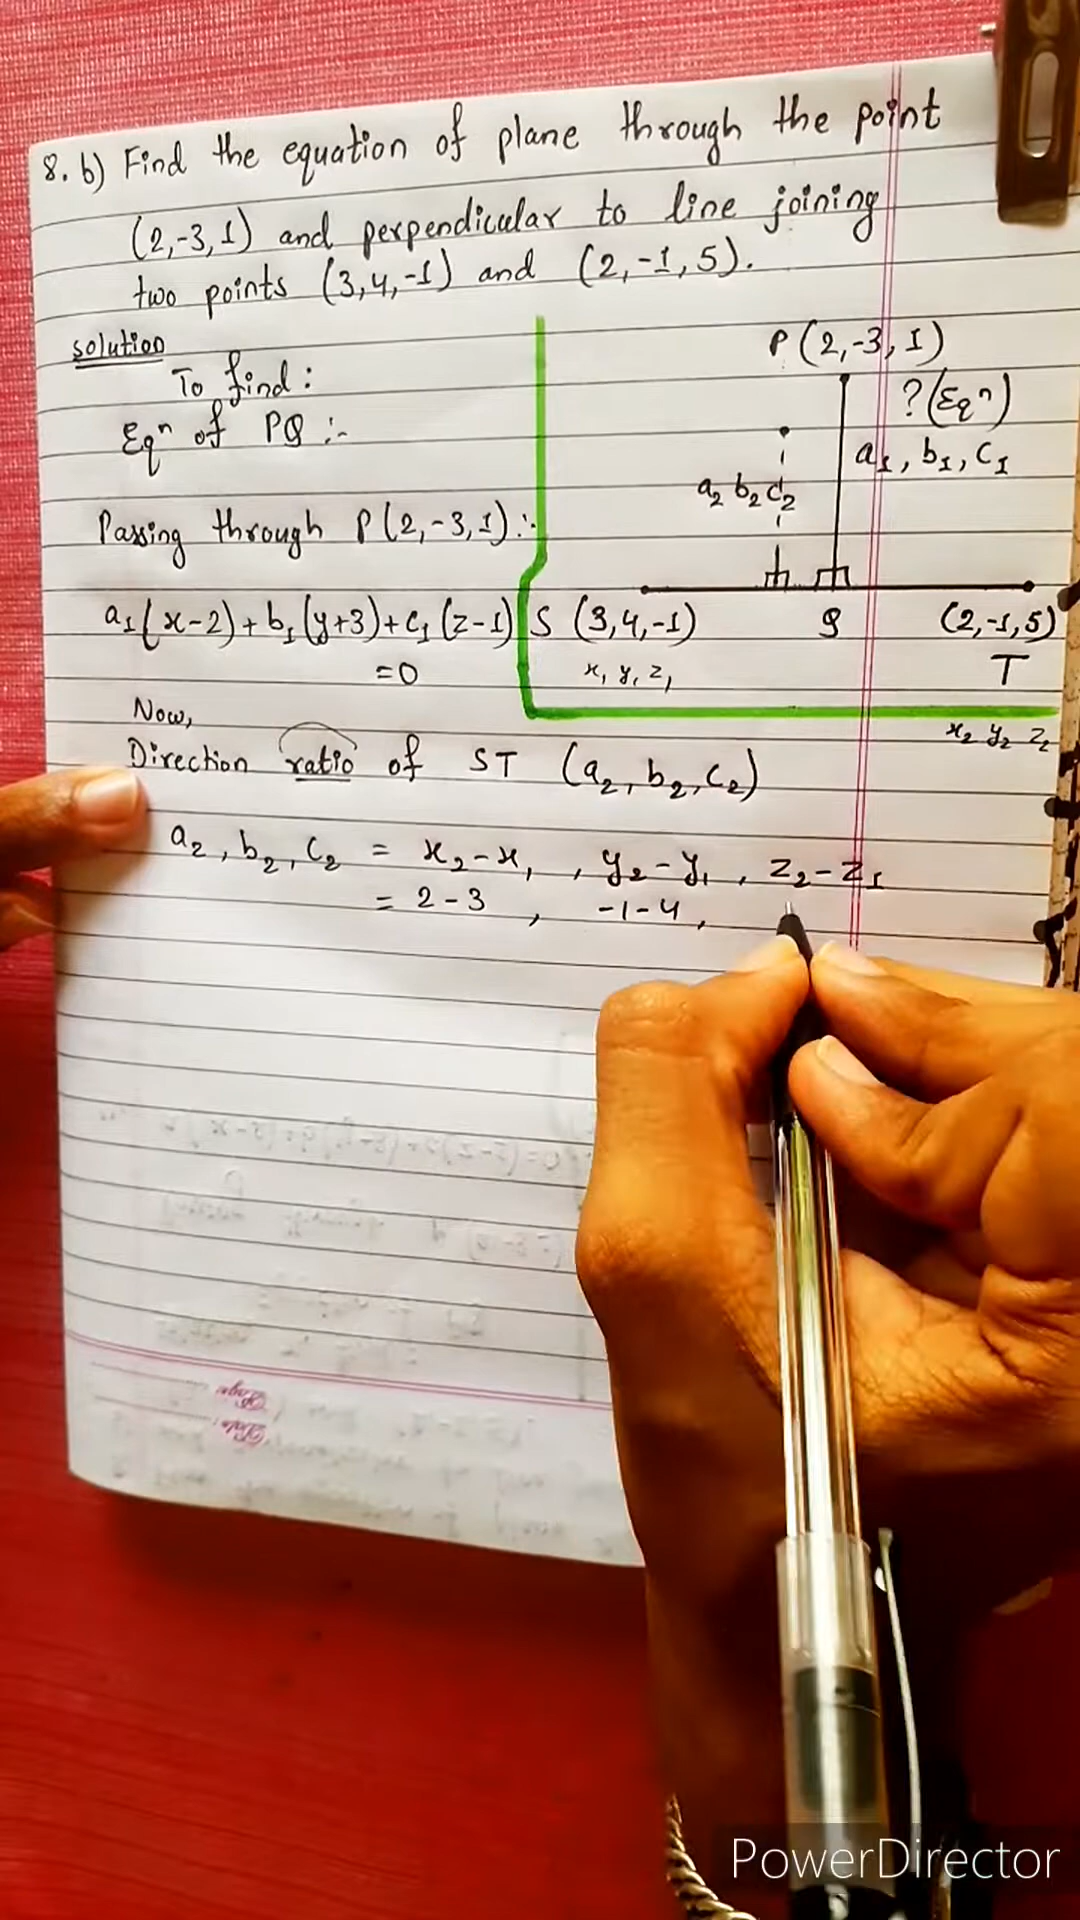 8. b) Find the equation of plane through the point
(2,-3,1) and perpendicular to line joining
two points (3,4,-1) and (2,-1,5).
solution
To find:
Eqⁿ of PQ :-
Passing through P(2,-3,1):-
a₁(x-2)+b₁(y+3)+c₁(z-1)
=0
P(2,-3,1)
?(Eqⁿ)
a₁, b₁, c₁
a₂ b₂ c₂
S (3,4,-1) Q (2,-1,5)
x₁ y₁ z₁ T
x₂ y₂ z₂
Now,
Direction ratio of ST (a₂, b₂, c₂)
a₂, b₂, c₂ = x₂-x₁ , y₂-y₁ , z₂-z₁
= 2-3 , -1-4 ,
Page
Date
PowerDirector